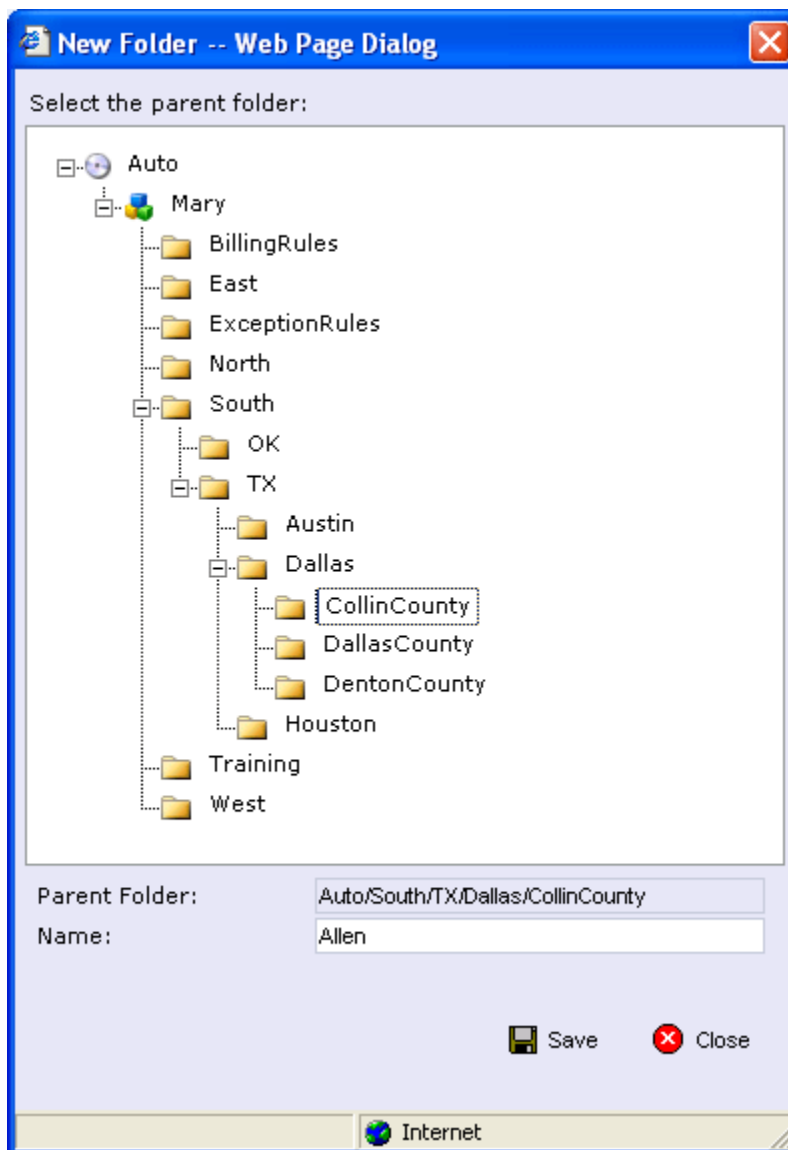 New Folder -- Web Page Dialog
Select the parent folder:
Auto
Mary
BillingRules
East
ExceptionRules
North
South
OK
TX
Austin
Dallas
CollinCounty
DallasCounty
DentonCounty
Houston
Training
West
Parent Folder: Auto/South/TX/Dallas/CollinCounty
Name: Allen
Save Close
Internet